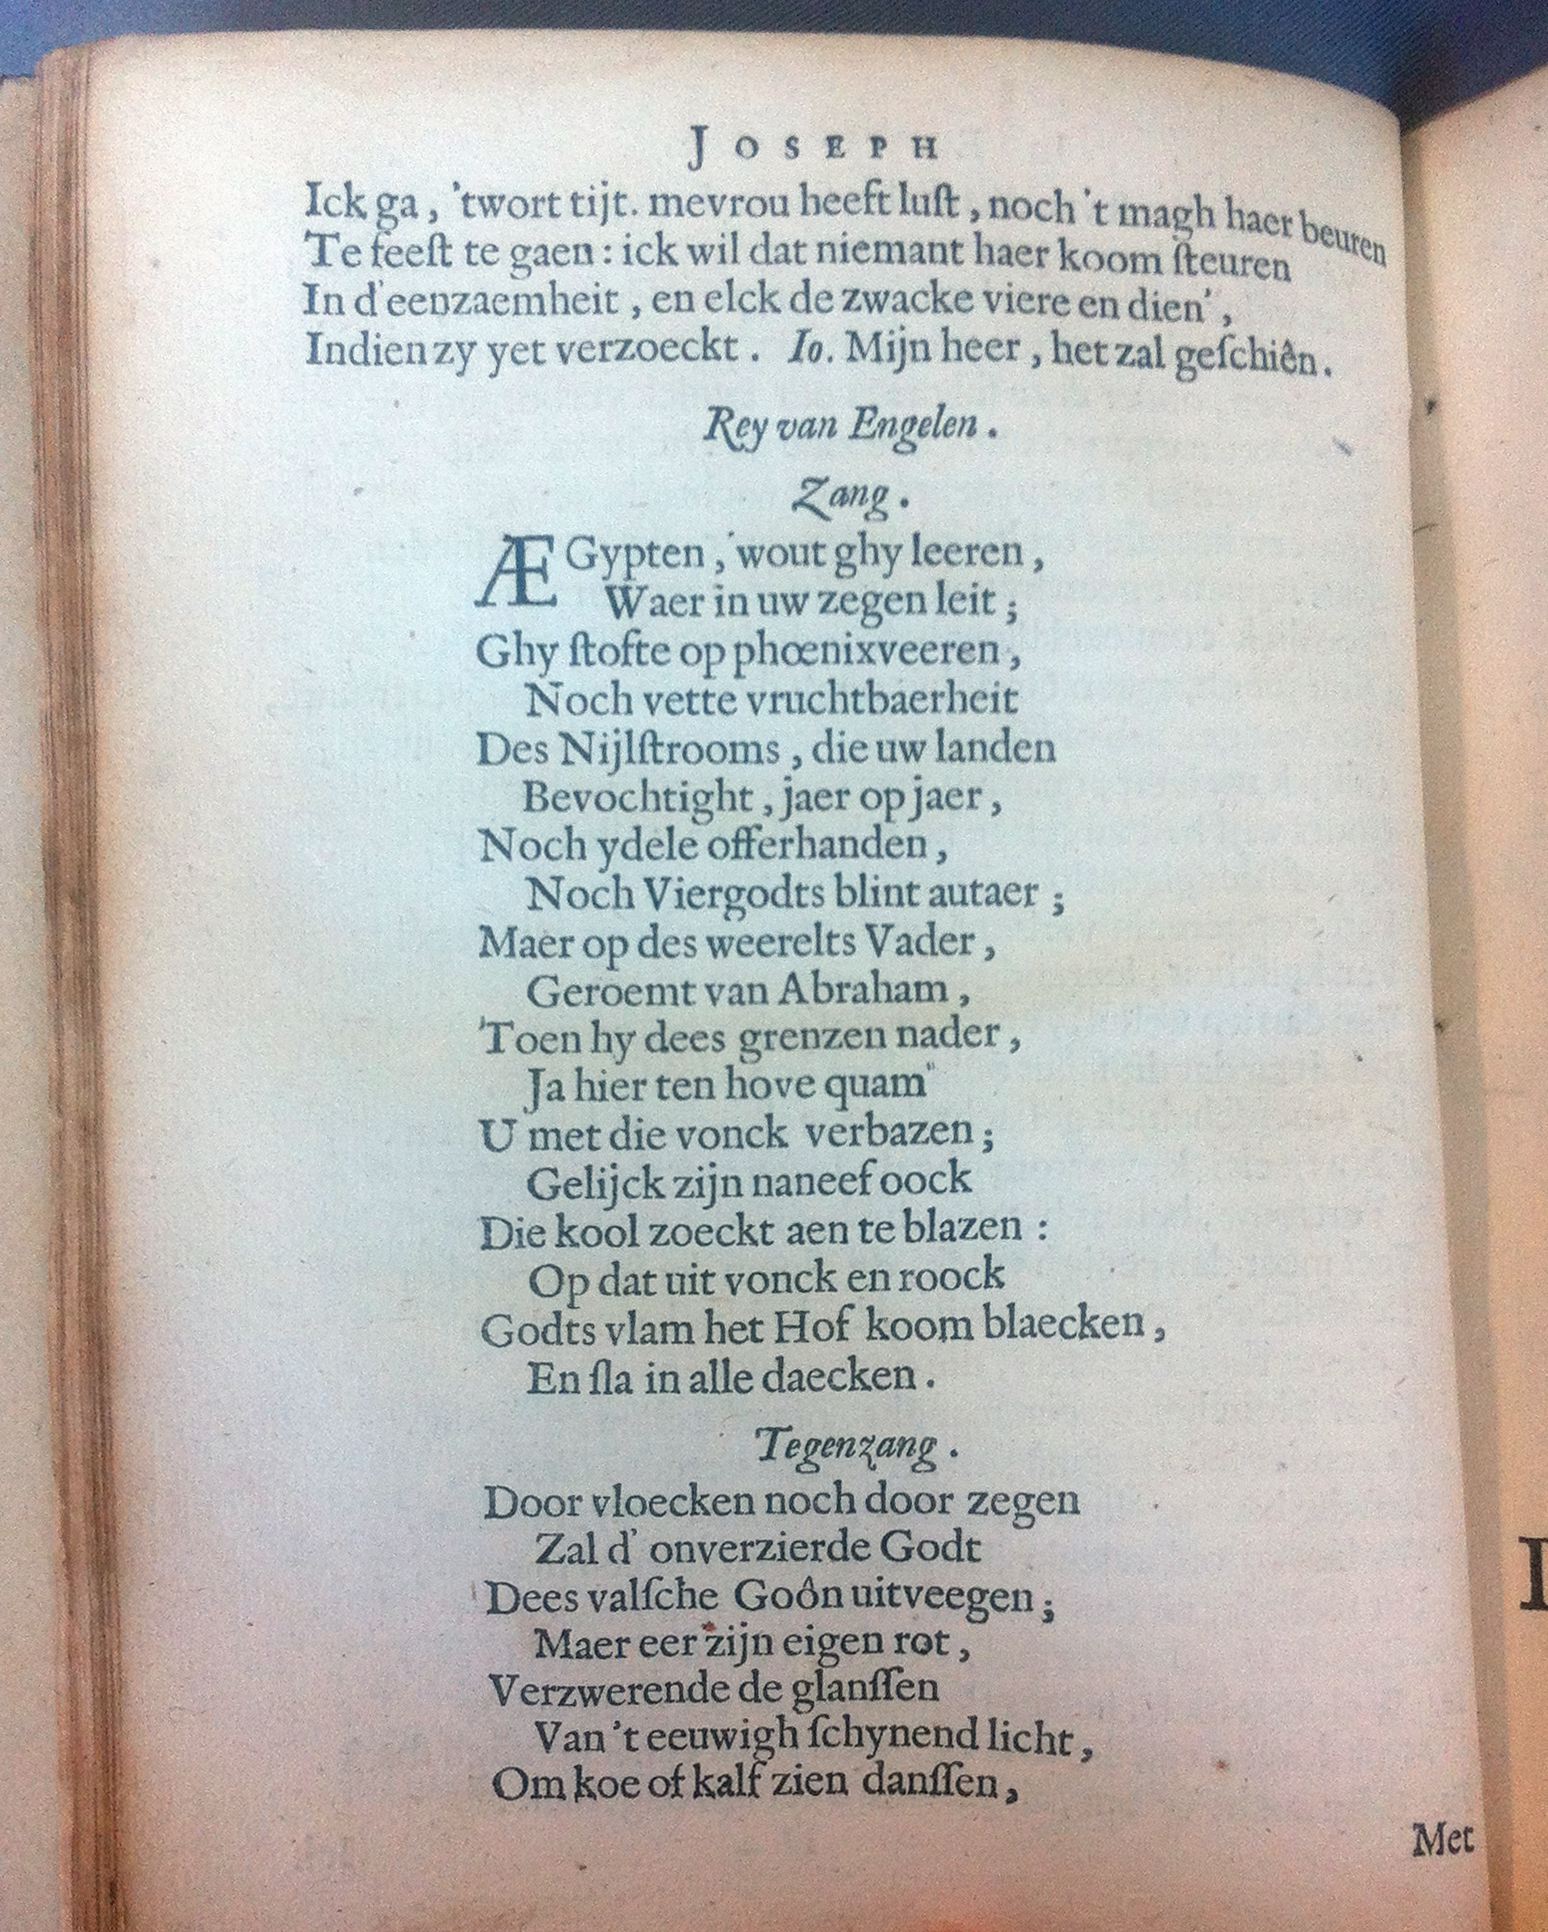 JOSEPH
Ick ga, 'twort tijt. mevrou heeft luſt, noch 't magh haer beuren
Te feeſt te gaen: ick wil dat niemant haer koom ſteuren
In d'eenzaemheit, en elck de zwacke viere en dien',
Indien zy yet verzoeckt. Io. Mijn heer, het zal geſchiên.
Rey van Engelen.
Zang.
ÆGypten, wout ghy leeren,
Waer in uw zegen leit;
Ghy ſtofte op phœnixveeren,
Noch vette vruchtbaerheit
Des Nijlſtrooms, die uw landen
Bevochtight, jaer op jaer,
Noch ydele offerhanden,
Noch Viergodts blint autaer;
Maer op des weerelts Vader,
Geroemt van Abraham,
Toen hy dees grenzen nader,
Ja hier ten hove quam
U met die vonck verbazen;
Gelijck zijn naneef oock
Die kool zoeckt aen te blazen:
Op dat uit vonck en roock
Godts vlam het Hof koom blaecken,
En ſla in alle daecken.
Tegenzang.
Door vloecken noch door zegen
Zal d' onverzierde Godt
Dees valſche Goôn uitveegen;
Maer eer zijn eigen rot,
Verzwerende de glanſſen
Van 't eeuwigh ſchynend licht,
Om koe of kalf zien danſſen,
Met